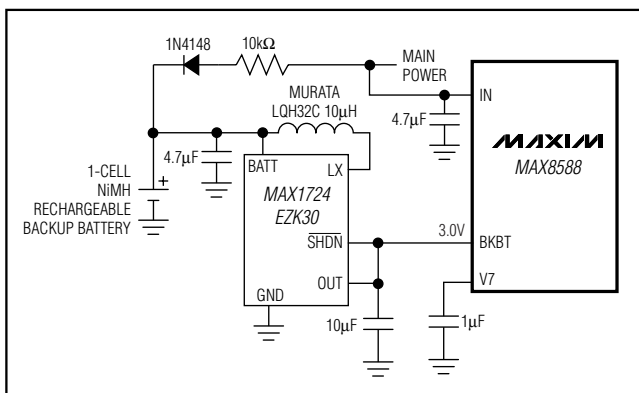 1N4148
10kΩ
MAIN
POWER
IN
MURATA
LQH32C 10µH
4.7µF
MAXIM
MAX8588
4.7µF
BATT
LX
1-CELL
NiMH
RECHARGEABLE
BACKUP BATTERY
+
MAX1724
EZK30
SHDN
3.0V
BKBT
OUT
V7
GND
10µF
1µF